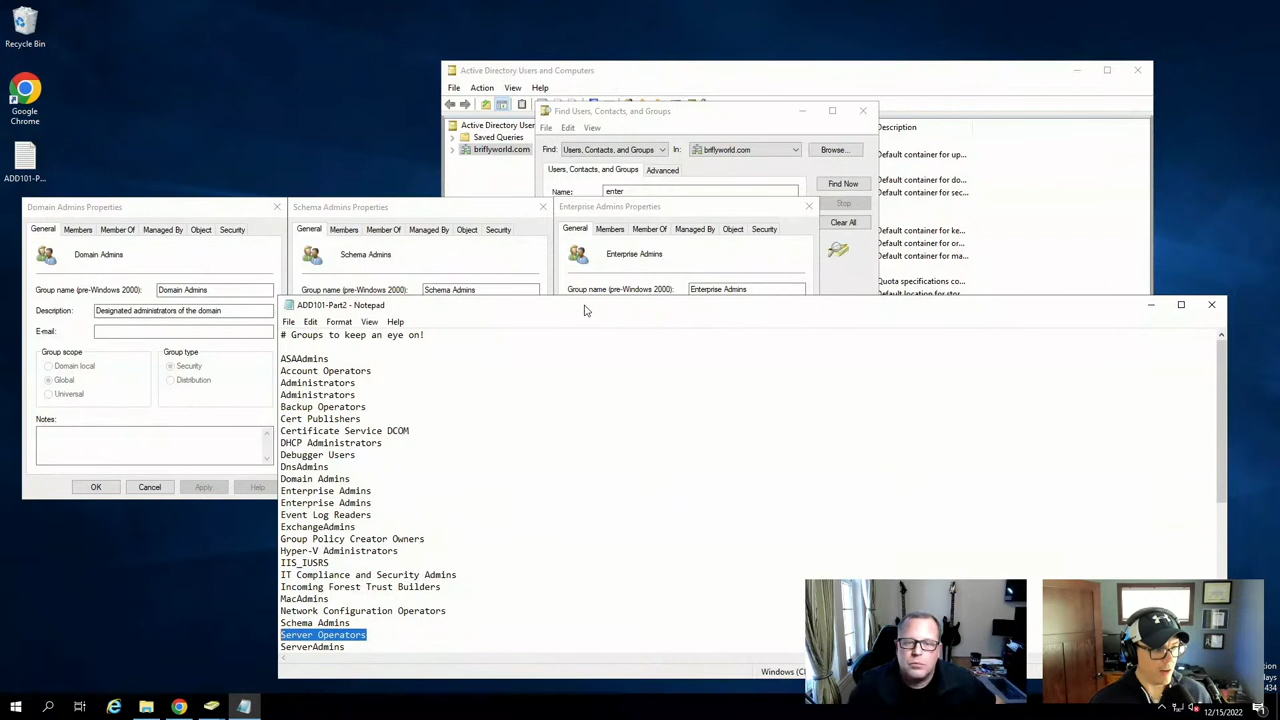 Recycle Bin
Google
Chrome
ADD101-P...
Active Directory Users and Computers
File Action View Help
Active Directory User
Saved Queries
briflyworld.com
Description
Default container for up...
Default container for do...
Default container for sec...
Default container for ke...
Default container for or...
Default container for ma...
Quota specifications co...
Default location for stor...
Find Users, Contacts, and Groups
File Edit View
Find: Users, Contacts, and Groups In: briflyworld.com Browse...
Users, Contacts, and Groups Advanced
Name: enter
Find Now
Stop
Clear All
Domain Admins Properties
General Members Member Of Managed By Object Security
Domain Admins
Group name (pre-Windows 2000): Domain Admins
Description: Designated administrators of the domain
E-mail:
Group scope
Domain local
Global
Universal
Group type
Security
Distribution
Notes:
OK Cancel Apply Help
Schema Admins Properties
General Members Member Of Managed By Object Security
Schema Admins
Group name (pre-Windows 2000): Schema Admins
Enterprise Admins Properties
General Members Member Of Managed By Object Security
Enterprise Admins
Group name (pre-Windows 2000): Enterprise Admins
ADD101-Part2 - Notepad
File Edit Format View Help
# Groups to keep an eye on!
ASAAdmins
Account Operators
Administrators
Administrators
Backup Operators
Cert Publishers
Certificate Service DCOM
DHCP Administrators
Debugger Users
DnsAdmins
Domain Admins
Enterprise Admins
Enterprise Admins
Event Log Readers
ExchangeAdmins
Group Policy Creator Owners
Hyper-V Administrators
IIS_IUSRS
IT Compliance and Security Admins
Incoming Forest Trust Builders
MacAdmins
Network Configuration Operators
Schema Admins
Server Operators
ServerAdmins
Windows (C
12/15/2022